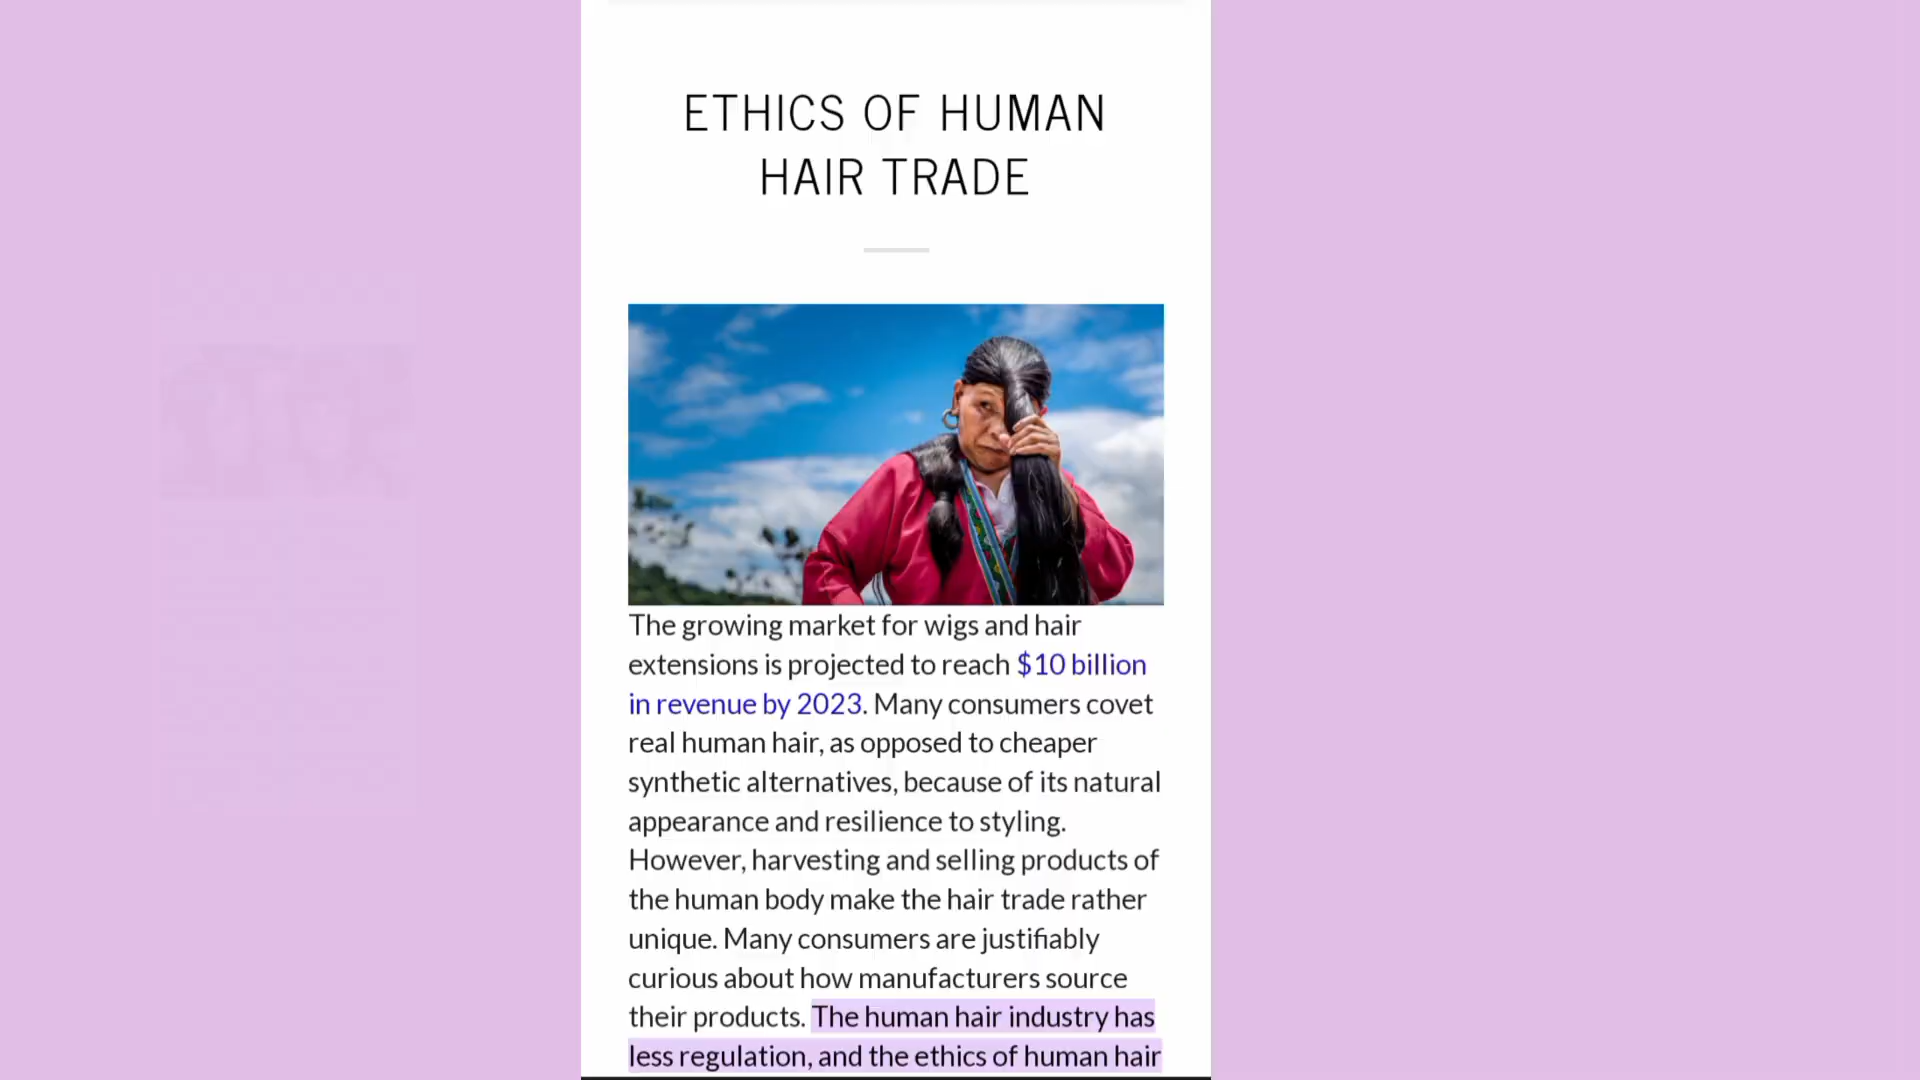 ETHICS OF HUMAN
HAIR TRADE
The growing market for wigs and hair
extensions is projected to reach $10 billion
in revenue by 2023. Many consumers covet
real human hair, as opposed to cheaper
synthetic alternatives, because of its natural
appearance and resilience to styling.
However, harvesting and selling products of
the human body make the hair trade rather
unique. Many consumers are justifiably
curious about how manufacturers source
their products. The human hair industry has
less regulation, and the ethics of human hair